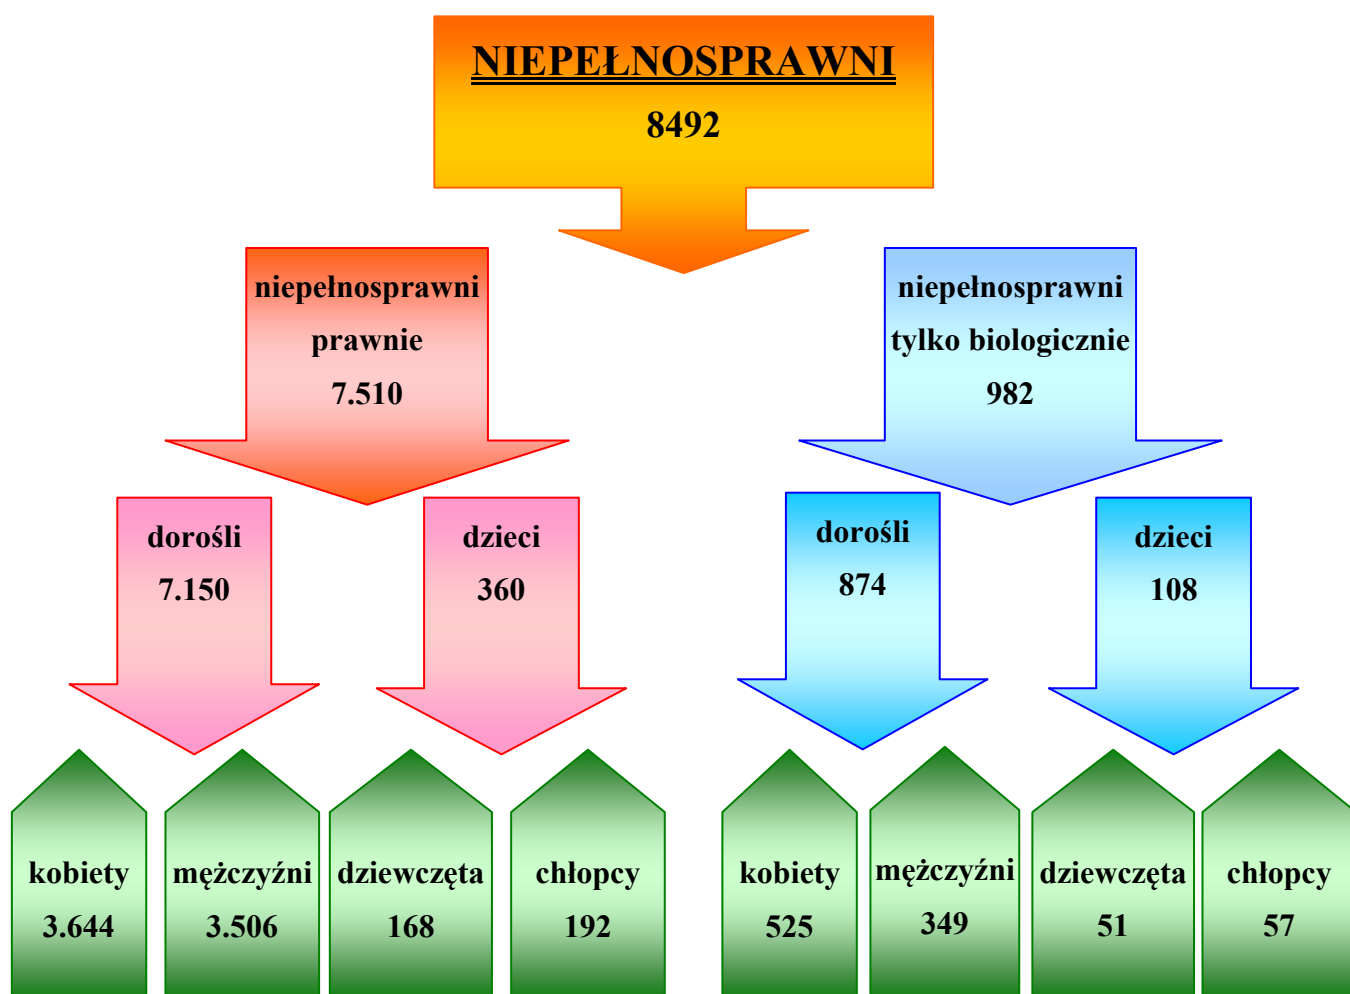 NIEPEŁNOSPRAWNI
8492
niepełnosprawni
prawnie
7.510
niepełnosprawni
tylko biologicznie
982
dorośli
7.150
dzieci
360
dorośli
874
dzieci
108
kobiety
3.644
mężczyźni
3.506
dziewczęta
168
chłopcy
192
kobiety
525
mężczyźni
349
dziewczęta
51
chłopcy
57